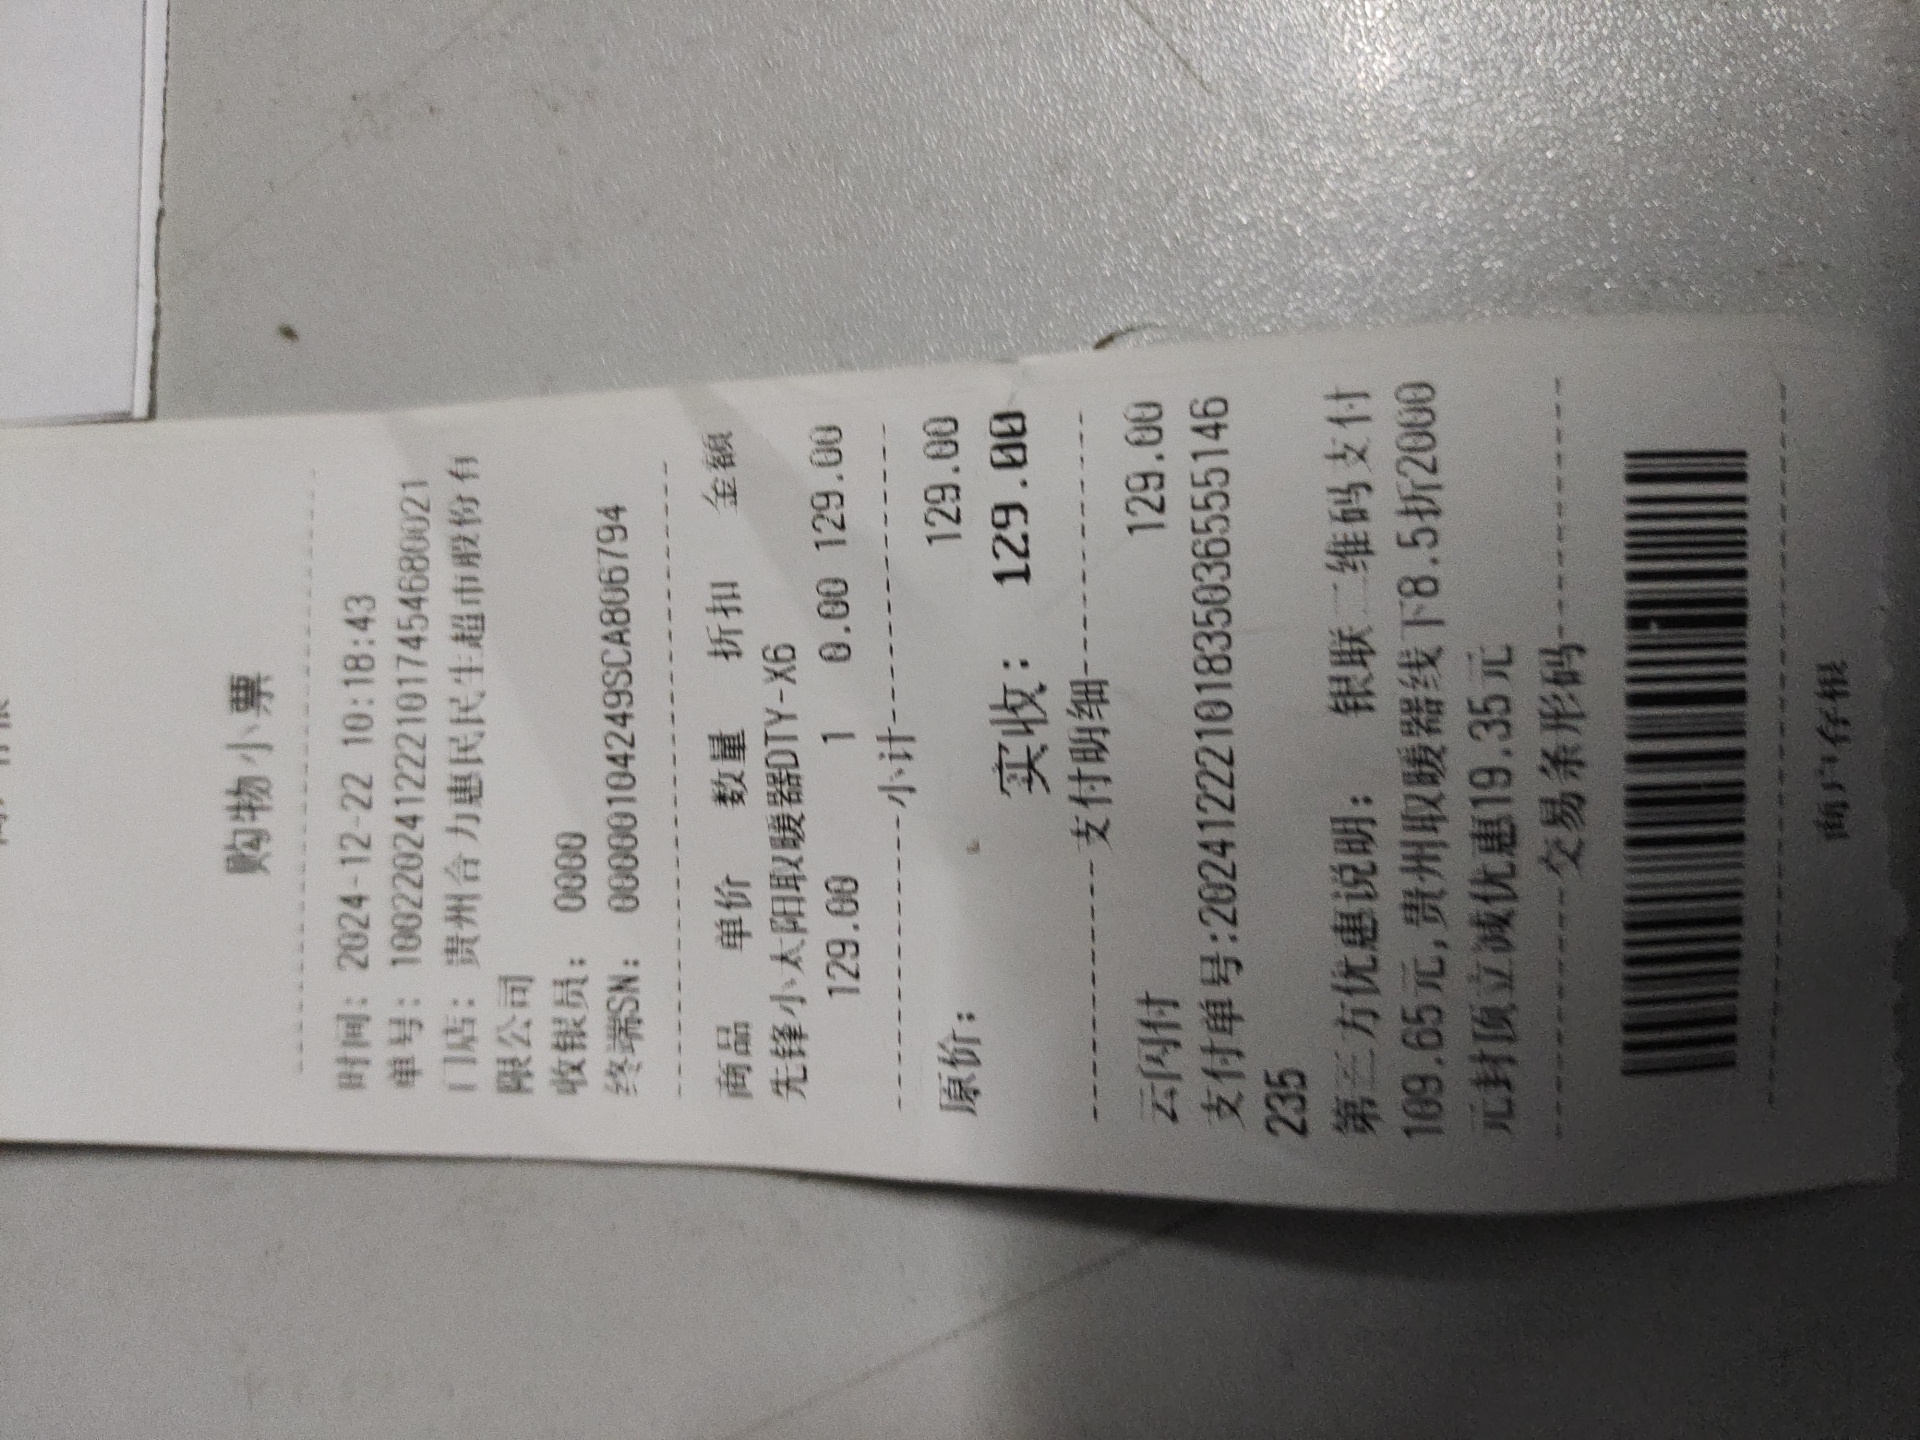 购物小票
时间: 2024-12-22 10:18:43
单号: 100220241222101745468​0021
门店: 贵州合力惠民民生超市股份有
限公司
收银员: 0000
终端SN: 00000104249SCA806794
商品 单价 数量 折扣 金额
先锋小太阳取暖器DTY-X6
129.00 1 0.00 129.00
小计
原价: 129.00
实收: 129.00
支付明细
云闪付 129.00
支付单号:202412221018350365555146
235
第三方优惠说明: 银联二维码支付
109.65元,贵州取暖器线下8.5折2000
元封顶立减优惠19.35元
交易条形码
商户存根